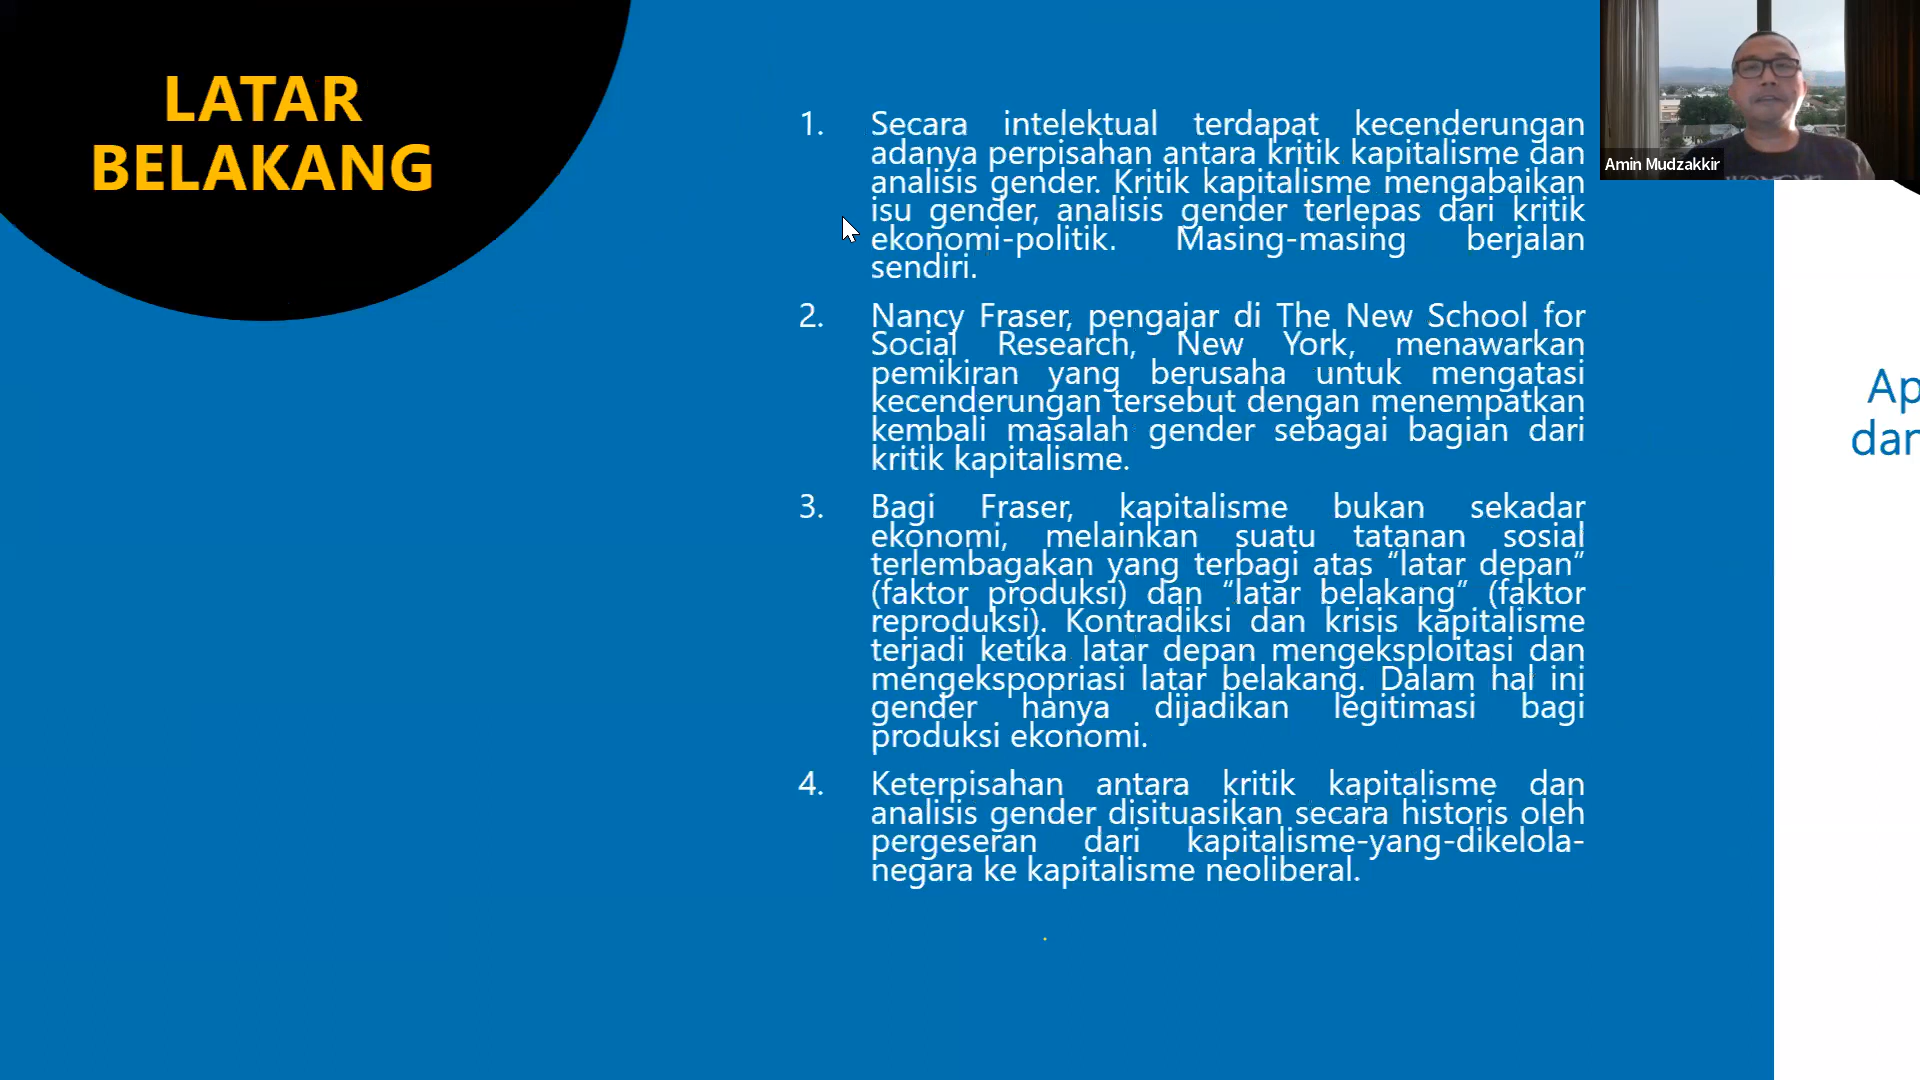 LATAR
BELAKANG
1. Secara intelektual terdapat kecenderungan
adanya perpisahan antara kritik kapitalisme dan
analisis gender. Kritik kapitalisme mengabaikan
isu gender, analisis gender terlepas dari kritik
ekonomi-politik. Masing-masing berjalan
sendiri.
2. Nancy Fraser, pengajar di The New School for
Social Research, New York, menawarkan
pemikiran yang berusaha untuk mengatasi
kecenderungan tersebut dengan menempatkan
kembali masalah gender sebagai bagian dari
kritik kapitalisme.
3. Bagi Fraser, kapitalisme bukan sekadar
ekonomi, melainkan suatu tatanan sosial
terlembagakan yang terbagi atas “latar depan”
(faktor produksi) dan “latar belakang” (faktor
reproduksi). Kontradiksi dan krisis kapitalisme
terjadi ketika latar depan mengeksploitasi dan
mengekspopriasi latar belakang. Dalam hal ini
gender hanya dijadikan legitimasi bagi
produksi ekonomi.
4. Keterpisahan antara kritik kapitalisme dan
analisis gender disituasikan secara historis oleh
pergeseran dari kapitalisme-yang-dikelola-
negara ke kapitalisme neoliberal.
Amin Mudzakkir
Ap
dan